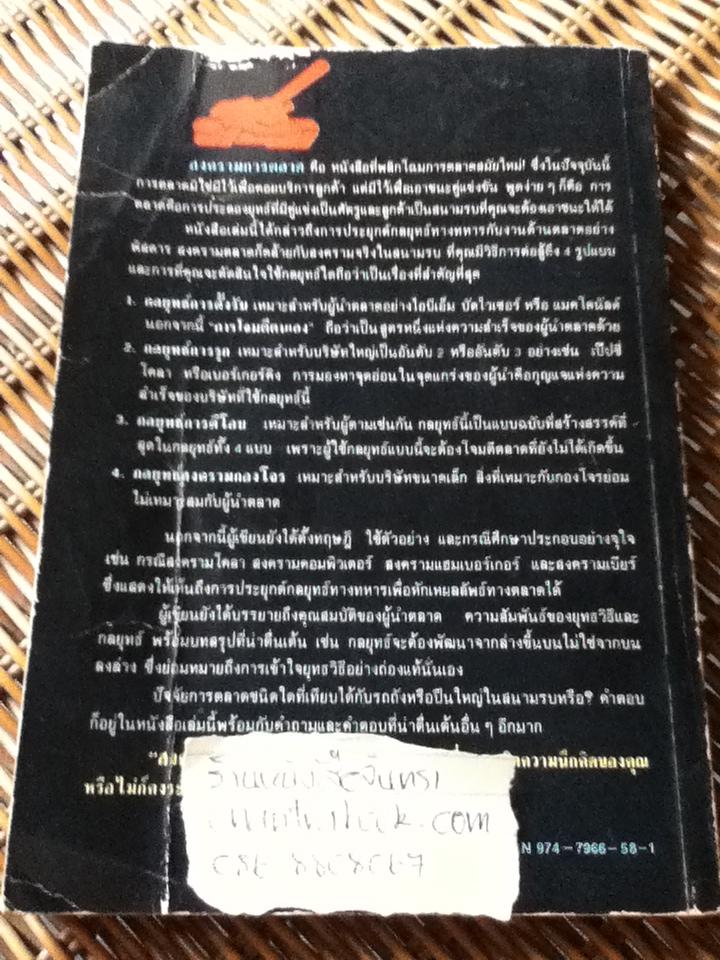 สงครามการตลาด คือ หนังสือที่พลิกโฉมการตลาดสมัยใหม่! ซึ่งในปัจจุบันนี้
การตลาดมิใช่มีไว้เพื่อคอยบริการลูกค้า แต่มีไว้เพื่อเอาชนะคู่แข่งขัน พูดง่าย ๆ ก็คือ การ
ตลาดคือการประลองยุทธ์ที่มีคู่แข่งเป็นศัตรูและลูกค้าเป็นสนามรบที่คุณจะต้องเอาชนะให้ได้
หนังสือเล่มนี้ได้กล่าวถึงการประยุกต์กลยุทธ์ทางทหารกับงานด้านตลาดอย่าง
พิสดาร สงครามตลาดก็คล้ายกับสงครามจริงในสนามรบ ที่คุณมีวิธีการต่อสู้ถึง 4 รูปแบบ
และการที่คุณจะตัดสินใจใช้กลยุทธ์ใดถือว่าเป็นเรื่องที่สำคัญที่สุด
1. กลยุทธ์การตั้งรับ เหมาะสำหรับผู้นำตลาดอย่างไอบีเอ็ม บัดไวเซอร์ หรือ แมคโดนัลด์
นอกจากนี้ "การโจมตีตนเอง" ถือว่าเป็นสูตรหนึ่งแห่งความสำเร็จของผู้นำตลาดด้วย
2. กลยุทธ์การรุก เหมาะสำหรับบริษัทใหญ่เป็นอันดับ 2 หรืออันดับ 3 อย่างเช่น เป๊ปซี่
โคลา หรือเบอร์เกอร์คิง การมองหาจุดอ่อนในจุดแกร่งของผู้นำคือกุญแจแห่งความ
สำเร็จของบริษัทที่ใช้กลยุทธ์นี้
3. กลยุทธ์การตีโอบ เหมาะสำหรับผู้ตามเช่นกัน กลยุทธ์นี้เป็นแบบฉบับที่สร้างสรรค์ที่
สุดในกลยุทธ์ทั้ง 4 แบบ เพราะผู้ใช้กลยุทธ์แบบนี้จะต้องโจมตีตลาดที่ยังไม่ได้เกิดขึ้น
4. กลยุทธ์สงครามกองโจร เหมาะสำหรับบริษัทขนาดเล็ก สิ่งที่เหมาะกับกองโจรย่อม
ไม่เหมาะสมกับผู้นำตลาด
นอกจากนี้ผู้เขียนยังได้ตั้งทฤษฎี ใช้ตัวอย่าง และกรณีศึกษาประกอบอย่างจุใจ
เช่น กรณีสงครามโคลา สงครามคอมพิวเตอร์ สงครามแฮมเบอร์เกอร์ และสงครามเบียร์
ซึ่งแสดงให้เห็นถึงการประยุกต์กลยุทธ์ทางทหารเพื่อหักเหผลลัพธ์ทางตลาดได้
ผู้เขียนยังได้บรรยายถึงคุณสมบัติของผู้นำตลาด ความสัมพันธ์ของยุทธวิธีและ
กลยุทธ์ พร้อมบทสรุปที่น่าตื่นเต้น เช่น กลยุทธ์จะต้องพัฒนาจากล่างขึ้นบนไม่ใช่จากบน
ลงล่าง ซึ่งย่อมหมายถึงการเข้าใจยุทธวิธีอย่างถ่องแท้นั่นเอง
ปัจจัยการตลาดชนิดใดที่เทียบได้กับรถถังหรือปืนใหญ่ในสนามรบหรือ? คำตอบ
ก็อยู่ในหนังสือเล่มนี้พร้อมกับคำถามและคำตอบที่น่าตื่นเต้นอื่น ๆ อีกมาก
ความนึกคิดของคุณ
หรือไม่ก็
ร้านหนังสือจันทรา
.com
N 974-7966-58-1